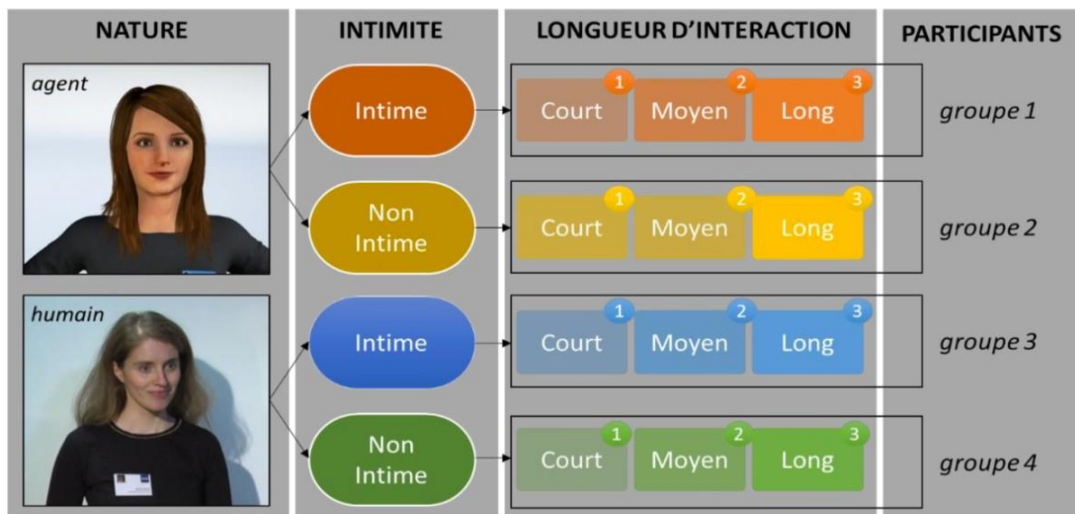 NATURE
INTIMITE
LONGUEUR D'INTERACTION
PARTICIPANTS
agent
Intime
1
2
3
Court
Moyen
Long
groupe 1
Non
Intime
1
2
3
Court
Moyen
Long
groupe 2
humain
Intime
1
2
3
Court
Moyen
Long
groupe 3
Non
Intime
1
2
3
Court
Moyen
Long
groupe 4